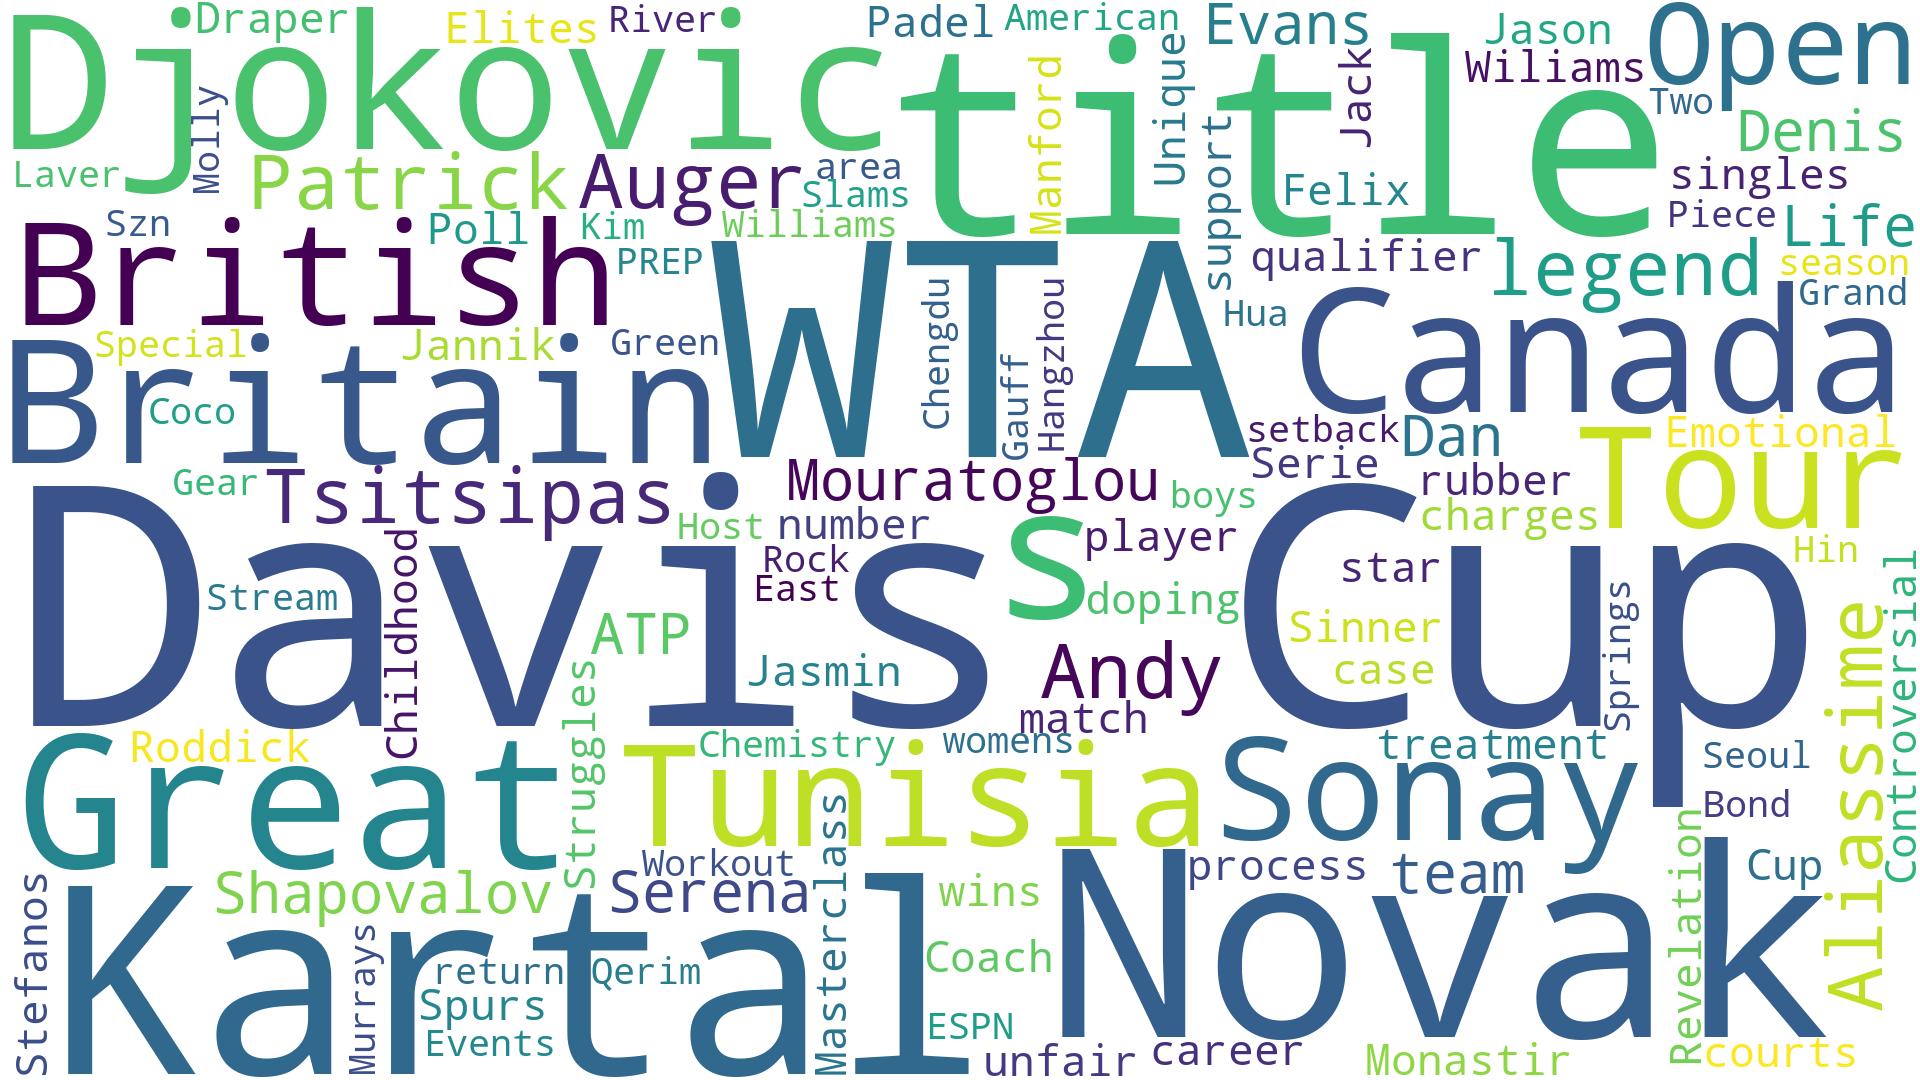 Djokovic
Draper
Elites
River
Padel
American
Evans
Jason
Open
title
Wiliams
Jack
Unique
Manford
Molly
Two
Denis
Laver
Patrick
Auger
area
Slams
support
Felix
singles
Piece
Life
Szn
Poll
Kim
Williams
British
PREP
WTA
qualifier
legend
season
Grand
Hua
Canada
Special
Jannik
Green
Britain
Coco
Chengdu
Gauff
Hangzhou
setback
Dan
Emotional
Tour
Serie
rubber
charges
Gear
Tsitsipas
Mouratoglou
boys
Host
number
s
player
Davis Cup
Rock
East
doping
star
Hin
Stream
Childhood
ATP
Sinner
case
Springs
Jasmin
Andy
match
Struggles
Aliassime
Controversial
Great
Roddick
Chemistry
womens
Tunisia
Sonay
treatment
Seoul
Bond
Workout
Serena
Shapovalov
Masterclass
wins
process
team
Cup
Revelation
Novak
Kartal
Stefanos
Murrays
return
Qerim
Spurs
Events
Coach
ESPN
unfair
career
Monastir
courts